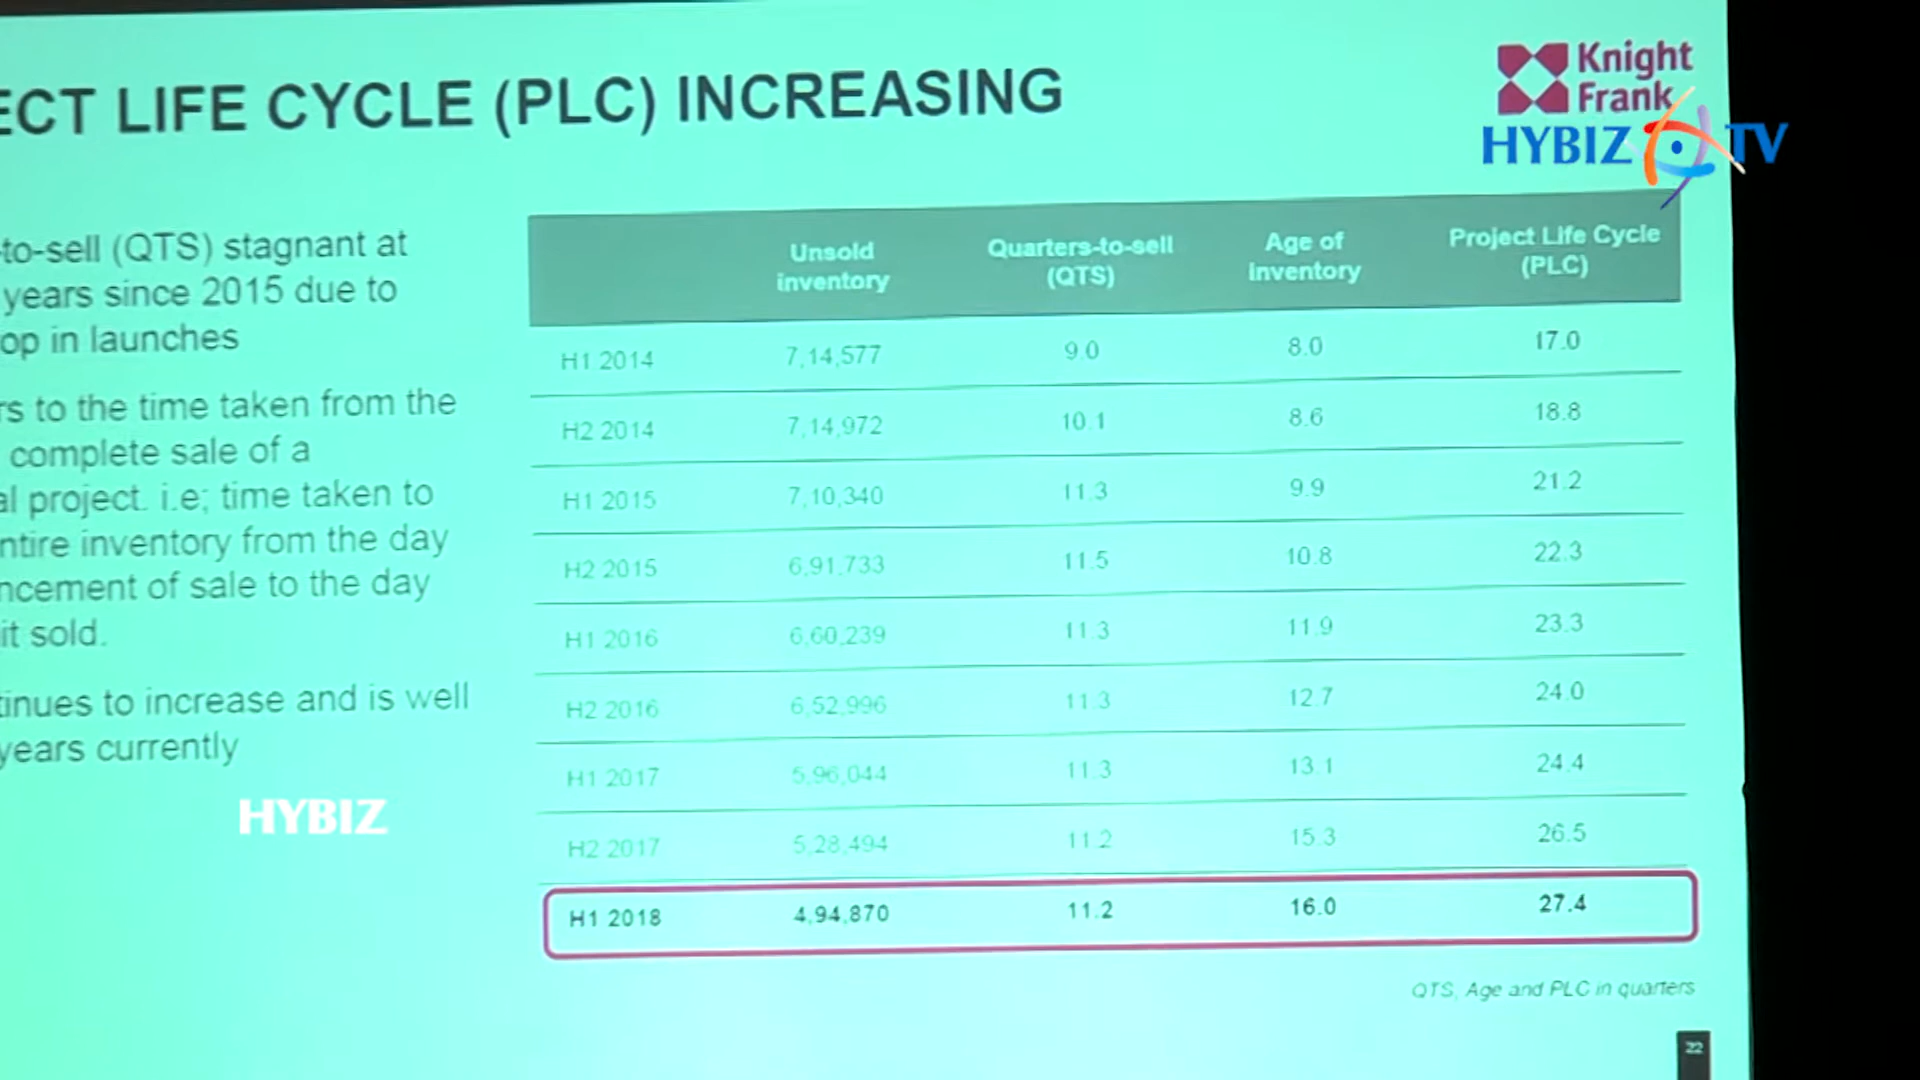 ECT LIFE CYCLE (PLC) INCREASING
Knight
Frank
HYBIZ TV
-to-sell (QTS) stagnant at
years since 2015 due to
op in launches
rs to the time taken from the
complete sale of a
al project. i.e; time taken to
ntire inventory from the day
ncement of sale to the day
it sold.
tinues to increase and is well
years currently
HYBIZ
Unsold inventory Quarters-to-sell (QTS) Age of inventory Project Life Cycle (PLC)
H1 2014 7,14,577 9.0 8.0 17.0
H2 2014 7,14,972 10.1 8.6 18.8
H1 2015 7,10,340 11.3 9.9 21.2
H2 2015 6,91,733 11.5 10.8 22.3
H1 2016 6,60,239 11.3 11.9 23.3
H2 2016 6,52,996 11.3 12.7 24.0
H1 2017 5,96,044 11.3 13.1 24.4
H2 2017 5,28,494 11.2 15.3 26.5
H1 2018 4,94,870 11.2 16.0 27.4
QTS, Age and PLC in quarters
22